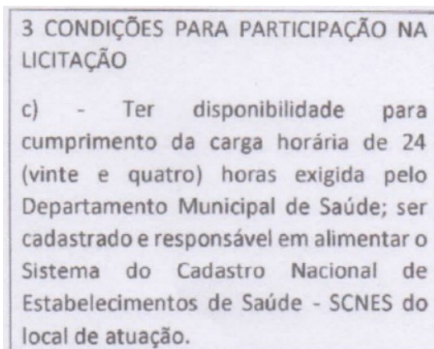 3 CONDIÇÕES PARA PARTICIPAÇÃO NA
LICITAÇÃO
c) - Ter disponibilidade para
cumprimento da carga horária de 24
(vinte e quatro) horas exigida pelo
Departamento Municipal de Saúde; ser
cadastrado e responsável em alimentar o
Sistema do Cadastro Nacional de
Estabelecimentos de Saúde - SCNES do
local de atuação.